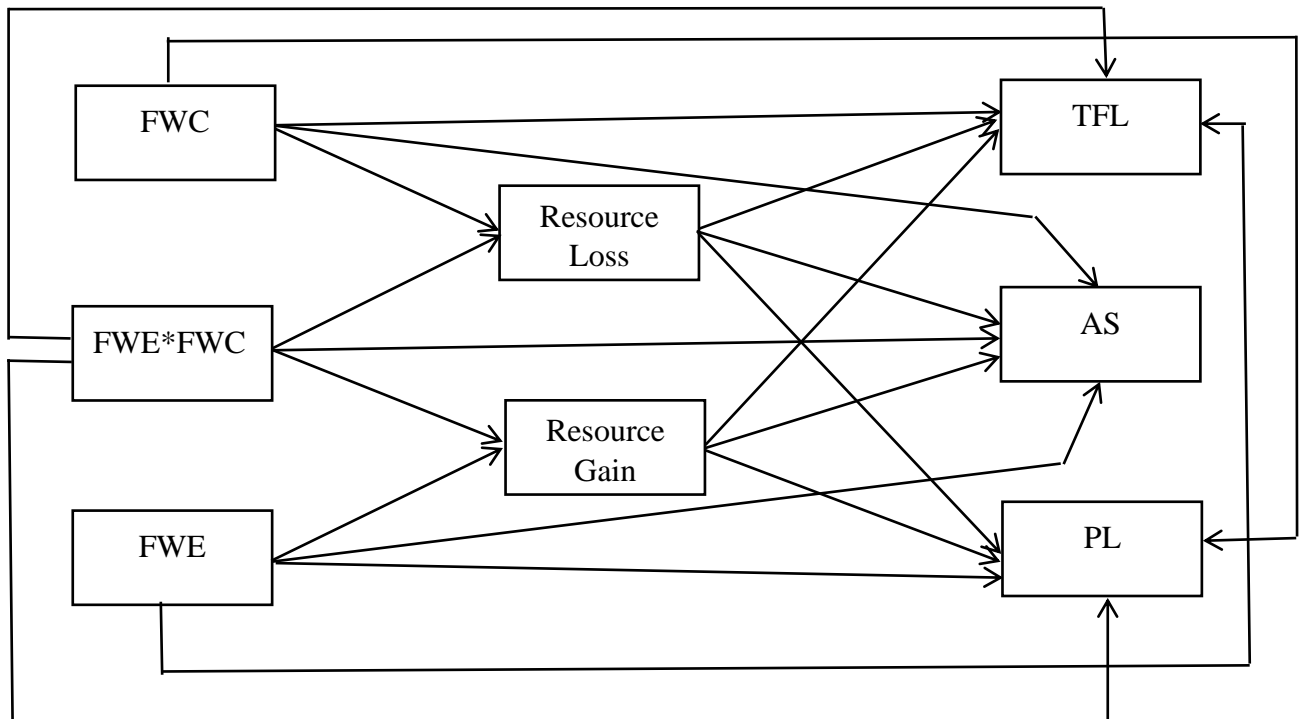 FWC
TFL
Resource
Loss
FWE*FWC
AS
Resource
Gain
FWE
PL